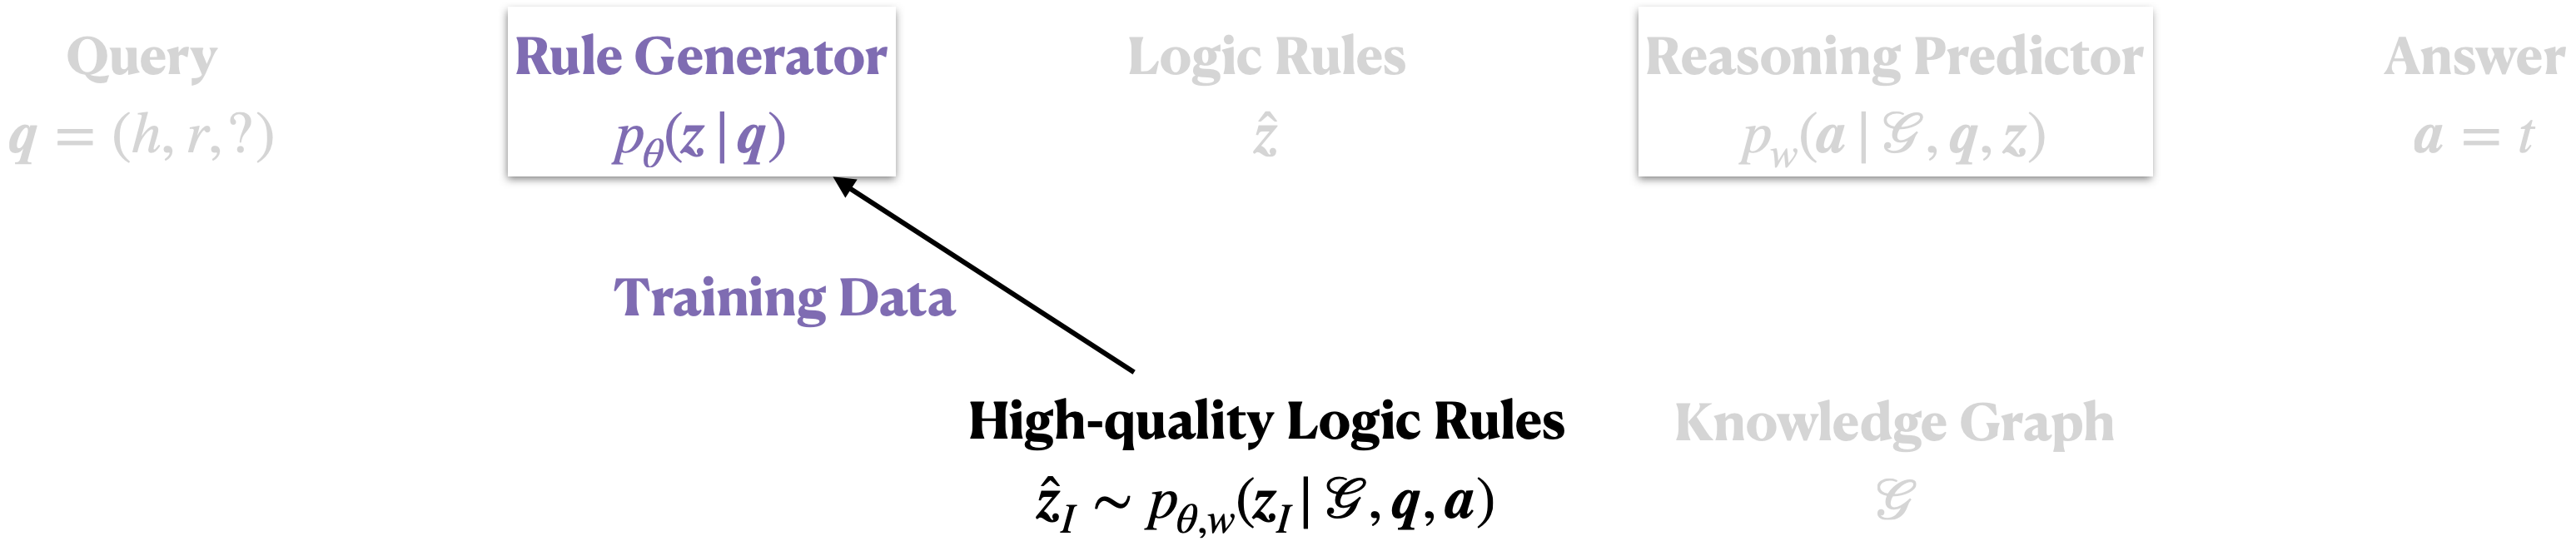 Query
q = (h, r, ?)
Rule Generator
p_θ(z | q)
Logic Rules
ẑ
Reasoning Predictor
p_w(a | 𝒢, q, z)
Answer
a = t
Training Data
High-quality Logic Rules
ẑ_I ~ p_θ,w(z_I | 𝒢, q, a)
Knowledge Graph
𝒢